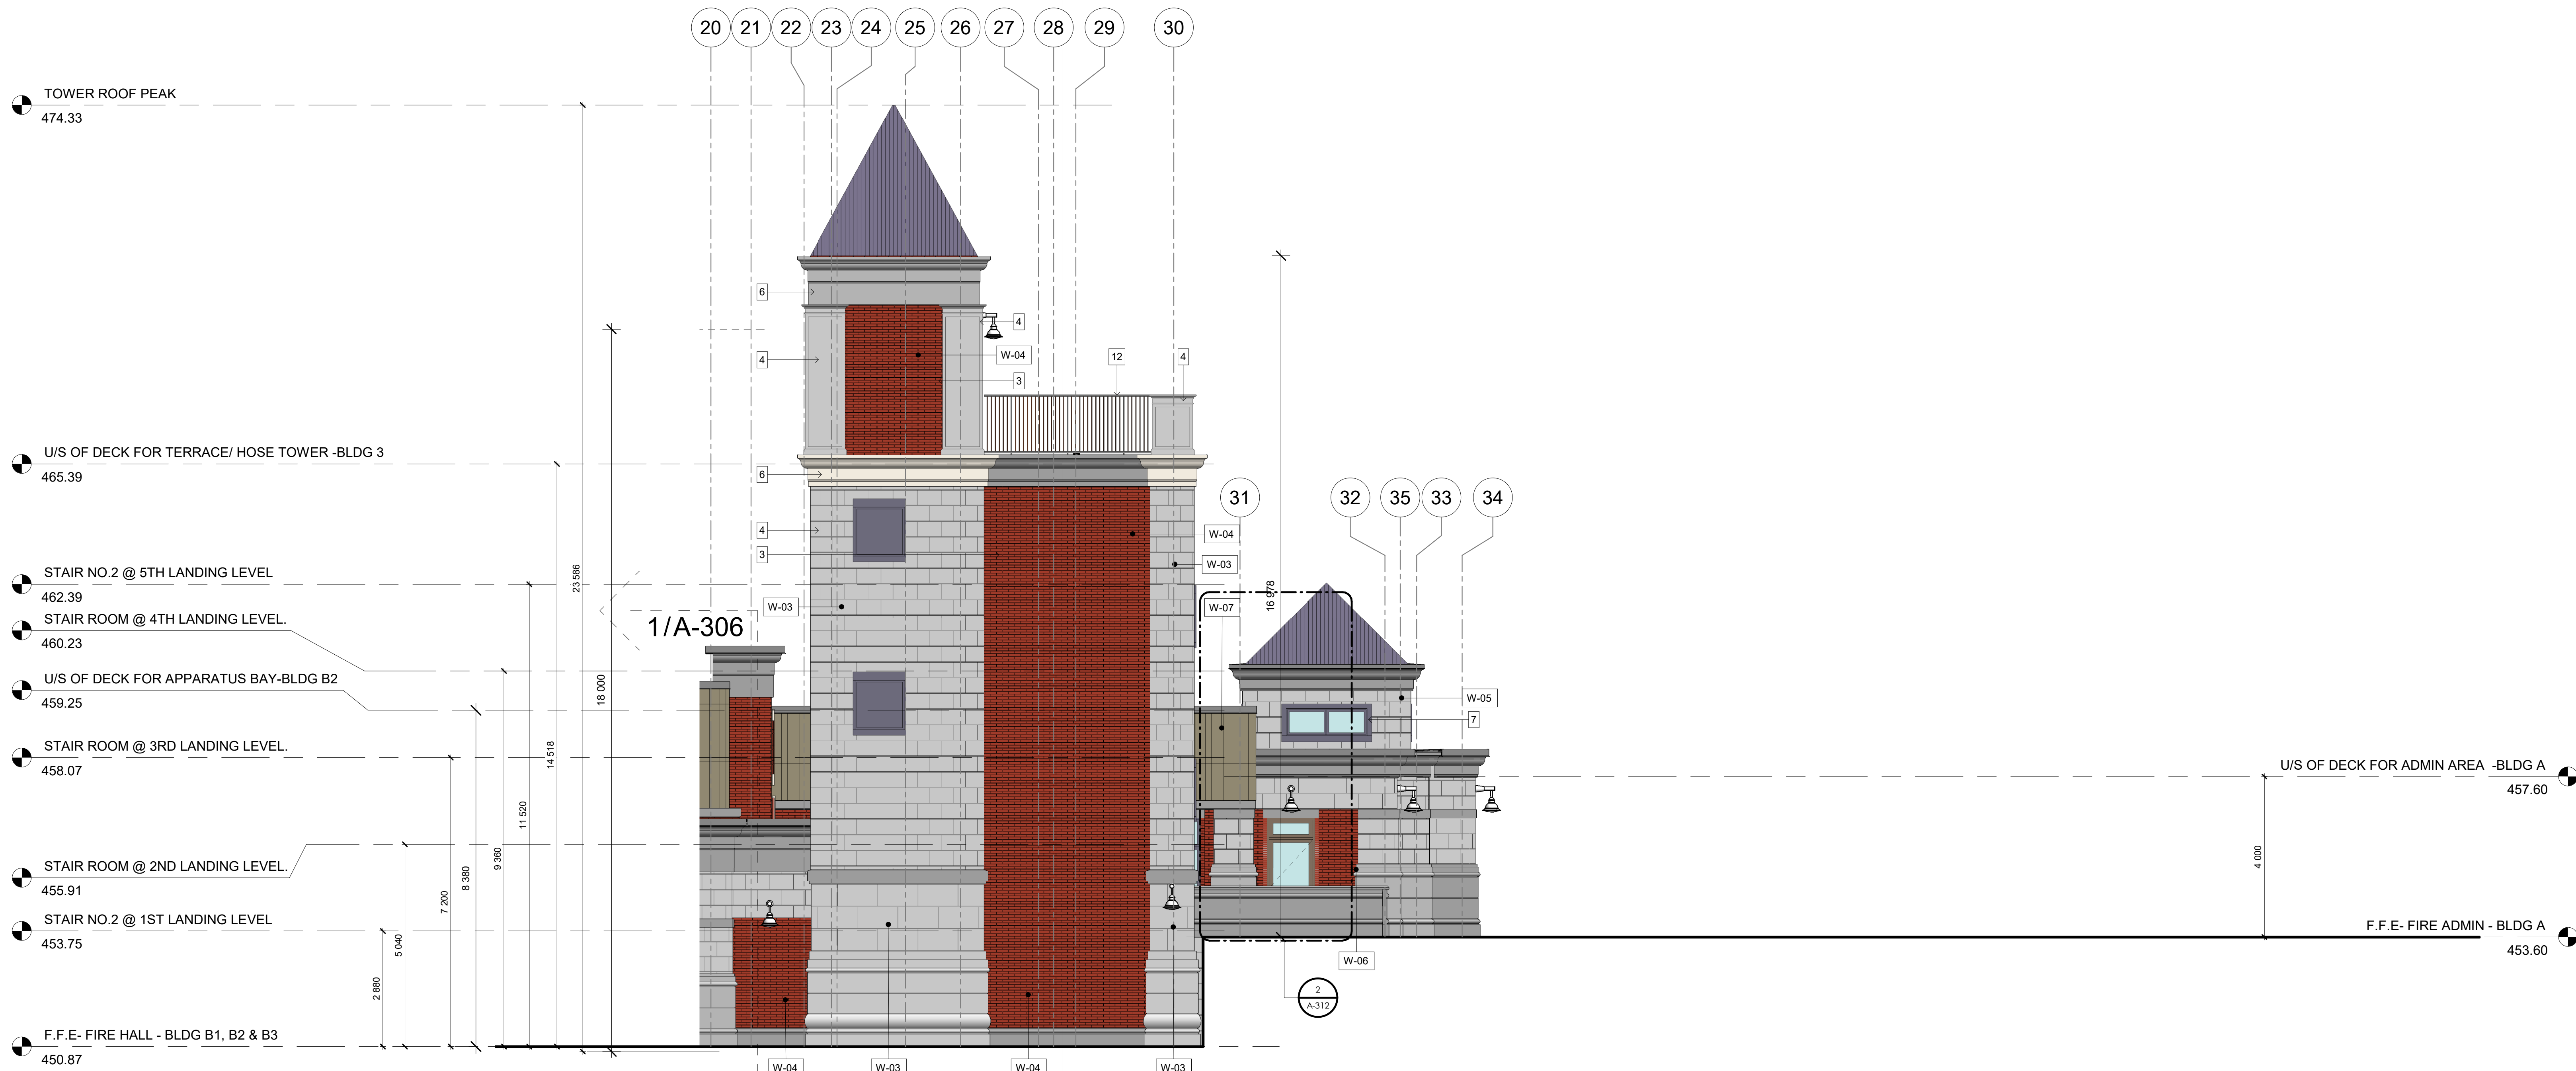 20 21 22 23 24 25 26 27 28 29 30
TOWER ROOF PEAK
474.33
6
4
4
W-04
12
4
3
U/S OF DECK FOR TERRACE/ HOSE TOWER -BLDG 3
465.39
6
31 32 35 33 34
4
W-04
3
W-03
STAIR NO.2 @ 5TH LANDING LEVEL
462.39
23 586
16 978
W-03
W-07
STAIR ROOM @ 4TH LANDING LEVEL.
460.23
1/A-306
U/S OF DECK FOR APPARATUS BAY-BLDG B2
459.25
18 000
W-05
7
STAIR ROOM @ 3RD LANDING LEVEL.
458.07
14 518
U/S OF DECK FOR ADMIN AREA -BLDG A
457.60
11 520
9 360
8 380
7 200
4 000
STAIR ROOM @ 2ND LANDING LEVEL.
455.91
STAIR NO.2 @ 1ST LANDING LEVEL
453.75
5 040
2 880
F.F.E- FIRE ADMIN - BLDG A
453.60
W-06
2
A-312
F.F.E- FIRE HALL - BLDG B1, B2 & B3
450.87
W-04 W-03 W-04 W-03